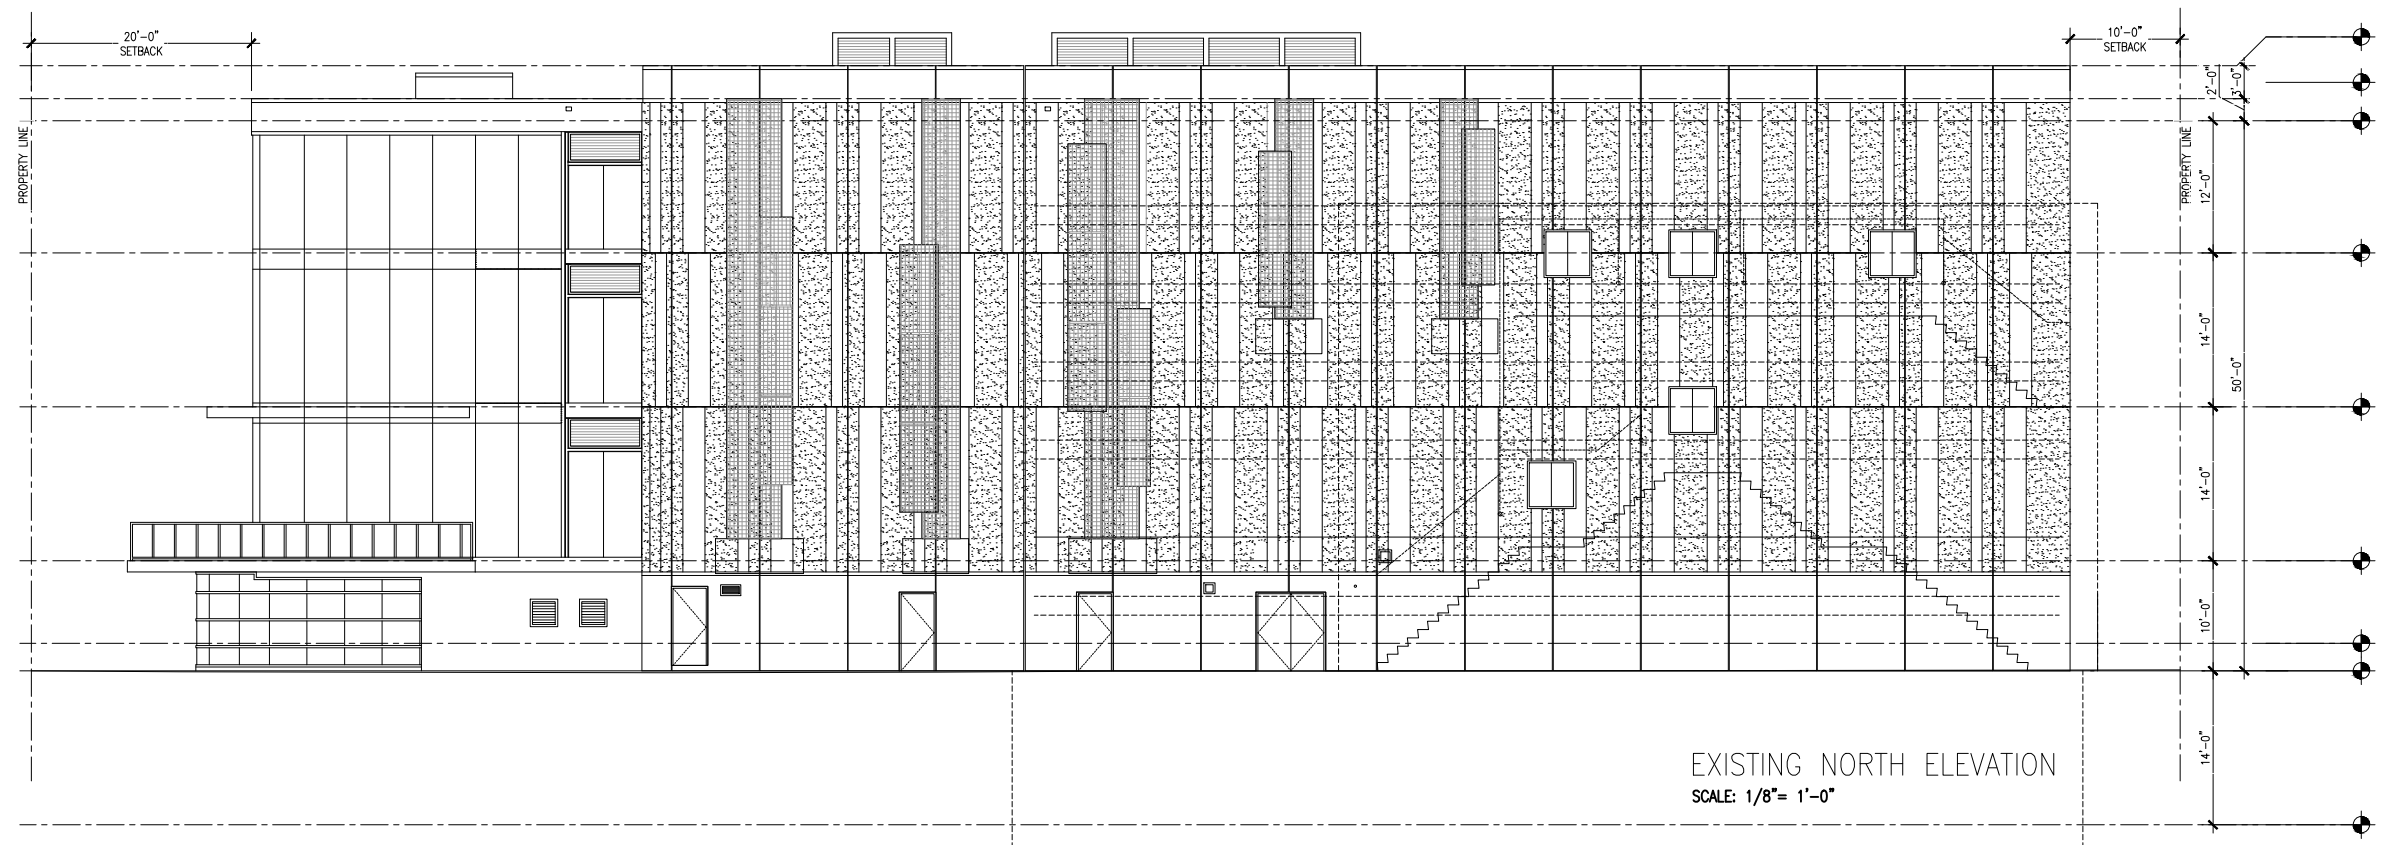 20'-0"
SETBACK
10'-0"
SETBACK
PROPERTY LINE
PROPERTY LINE
2'-0"
3'-0"
12'-0"
14'-0"
50'-0"
14'-0"
10'-0"
14'-0"
EXISTING NORTH ELEVATION
SCALE: 1/8"= 1'-0"